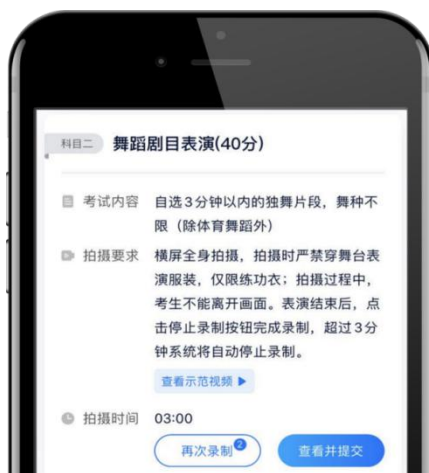 科目二 舞蹈剧目表演(40分)
考试内容 自选3分钟以内的独舞片段，舞种不
限（除体育舞蹈外）
拍摄要求 横屏全身拍摄，拍摄时严禁穿舞台表
演服装，仅限练功衣；拍摄过程中，
考生不能离开画面。表演结束后，点
击停止录制按钮完成录制，超过3分
钟系统将自动停止录制。
查看示范视频 ▶
拍摄时间 03:00
再次录制 2 查看并提交